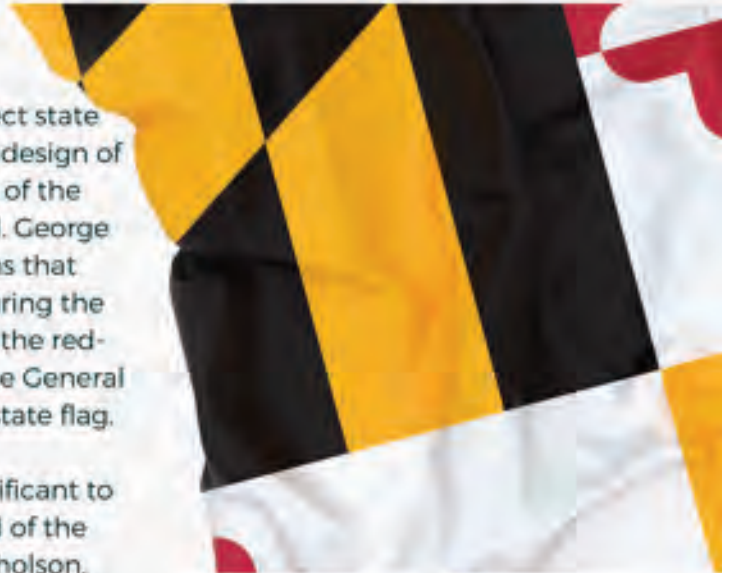 ect state
design of
of the
. George
s that
ring the
the red-
e General
state flag.
ificant to
of the
holson,